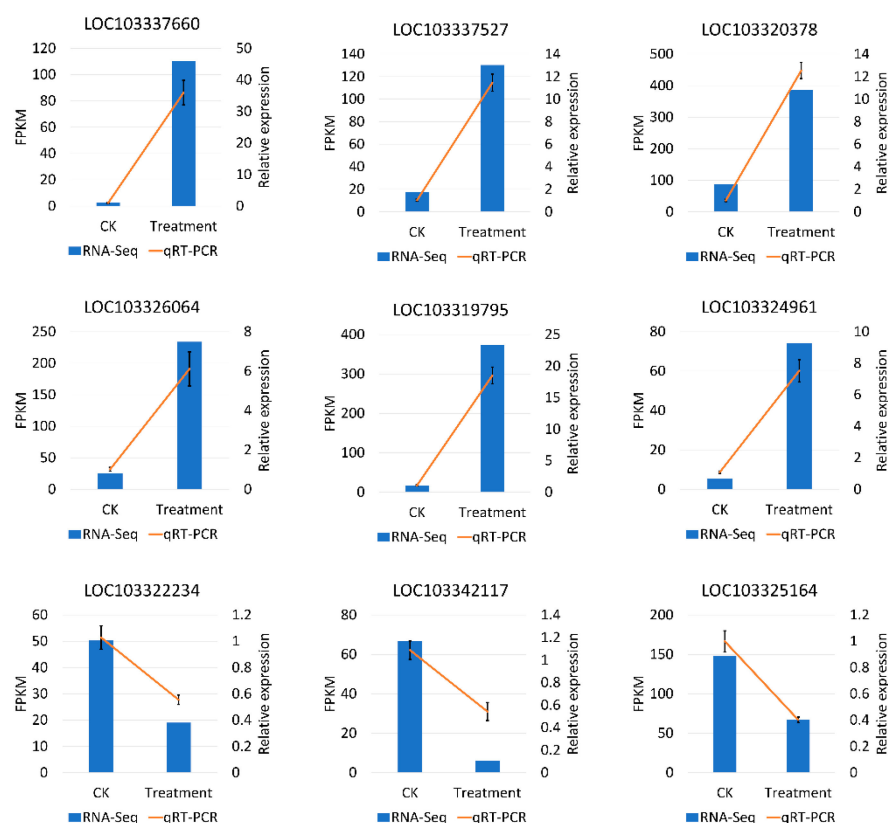 LOC103337660
120
100
80
60
40
20
0
FPKM
50
40
30
20
10
0
Relative expression
CK Treatment
RNA-Seq qRT-PCR
LOC103337527
140
120
100
80
60
40
20
0
FPKM
14
12
10
8
6
4
2
0
Relative expression
CK Treatment
RNA-Seq qRT-PCR
LOC103320378
500
400
300
200
100
0
FPKM
14
12
10
8
6
4
2
0
Relative expression
CK Treatment
RNA-Seq qRT-PCR
LOC103326064
250
200
150
100
50
0
FPKM
8
6
4
2
0
Relative expression
CK Treatment
RNA-Seq qRT-PCR
LOC103319795
400
300
200
100
0
FPKM
25
20
15
10
5
0
Relative expression
CK Treatment
RNA-Seq qRT-PCR
LOC103324961
80
60
40
20
0
FPKM
10
8
6
4
2
0
Relative expression
CK Treatment
RNA-Seq qRT-PCR
LOC103322234
60
50
40
30
20
10
0
FPKM
1.2
1
0.8
0.6
0.4
0.2
0
Relative expression
CK Treatment
RNA-Seq qRT-PCR
LOC103342117
80
60
40
20
0
FPKM
1.4
1.2
1
0.8
0.6
0.4
0.2
0
Relative expression
CK Treatment
RNA-Seq qRT-PCR
LOC103325164
200
150
100
50
0
FPKM
1.2
1
0.8
0.6
0.4
0.2
0
Relative expression
CK Treatment
RNA-Seq qRT-PCR